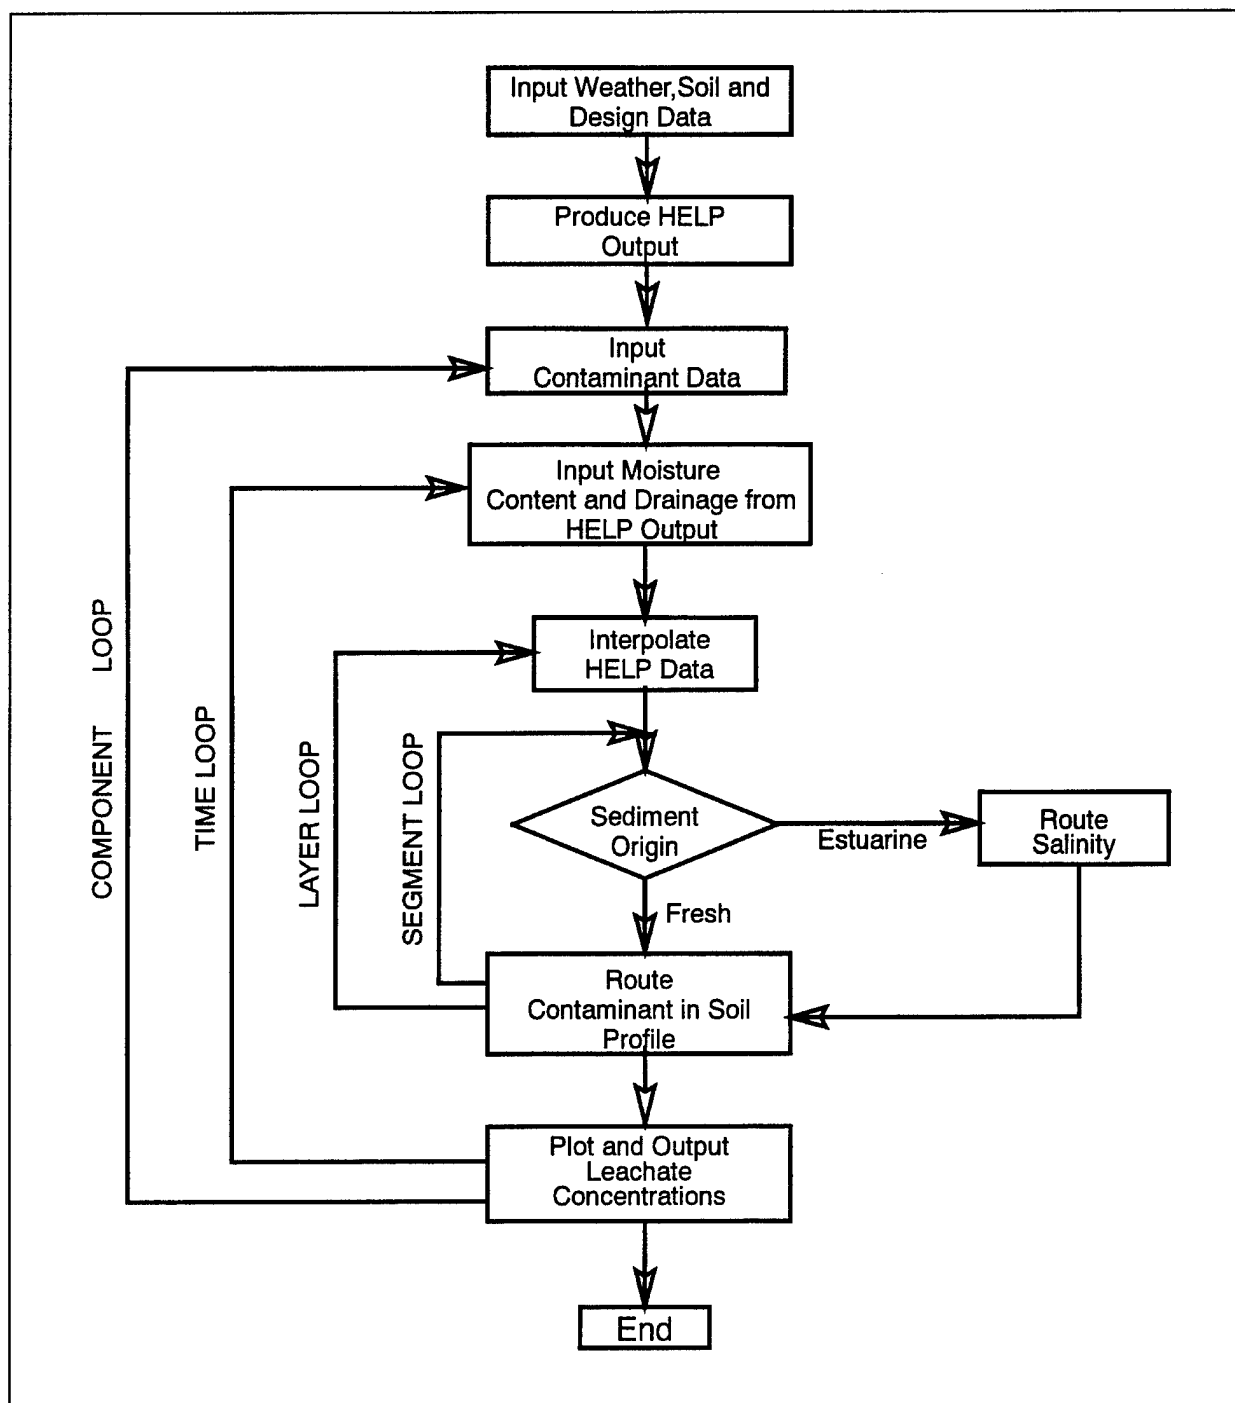 Input Weather,Soil and
Design Data
Produce HELP
Output
Input
Contaminant Data
Input Moisture
Content and Drainage from
HELP Output
Interpolate
HELP Data
Sediment
Origin
Estuarine
Route
Salinity
Fresh
Route
Contaminant in Soil
Profile
Plot and Output
Leachate
Concentrations
End
COMPONENT LOOP
TIME LOOP
LAYER LOOP
SEGMENT LOOP